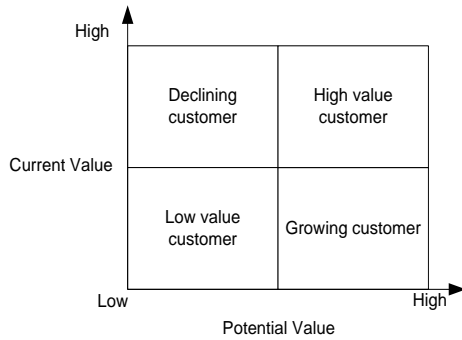 High
Declining
customer
High value
customer
Current Value
Low value
customer
Growing customer
Low
High
Potential Value